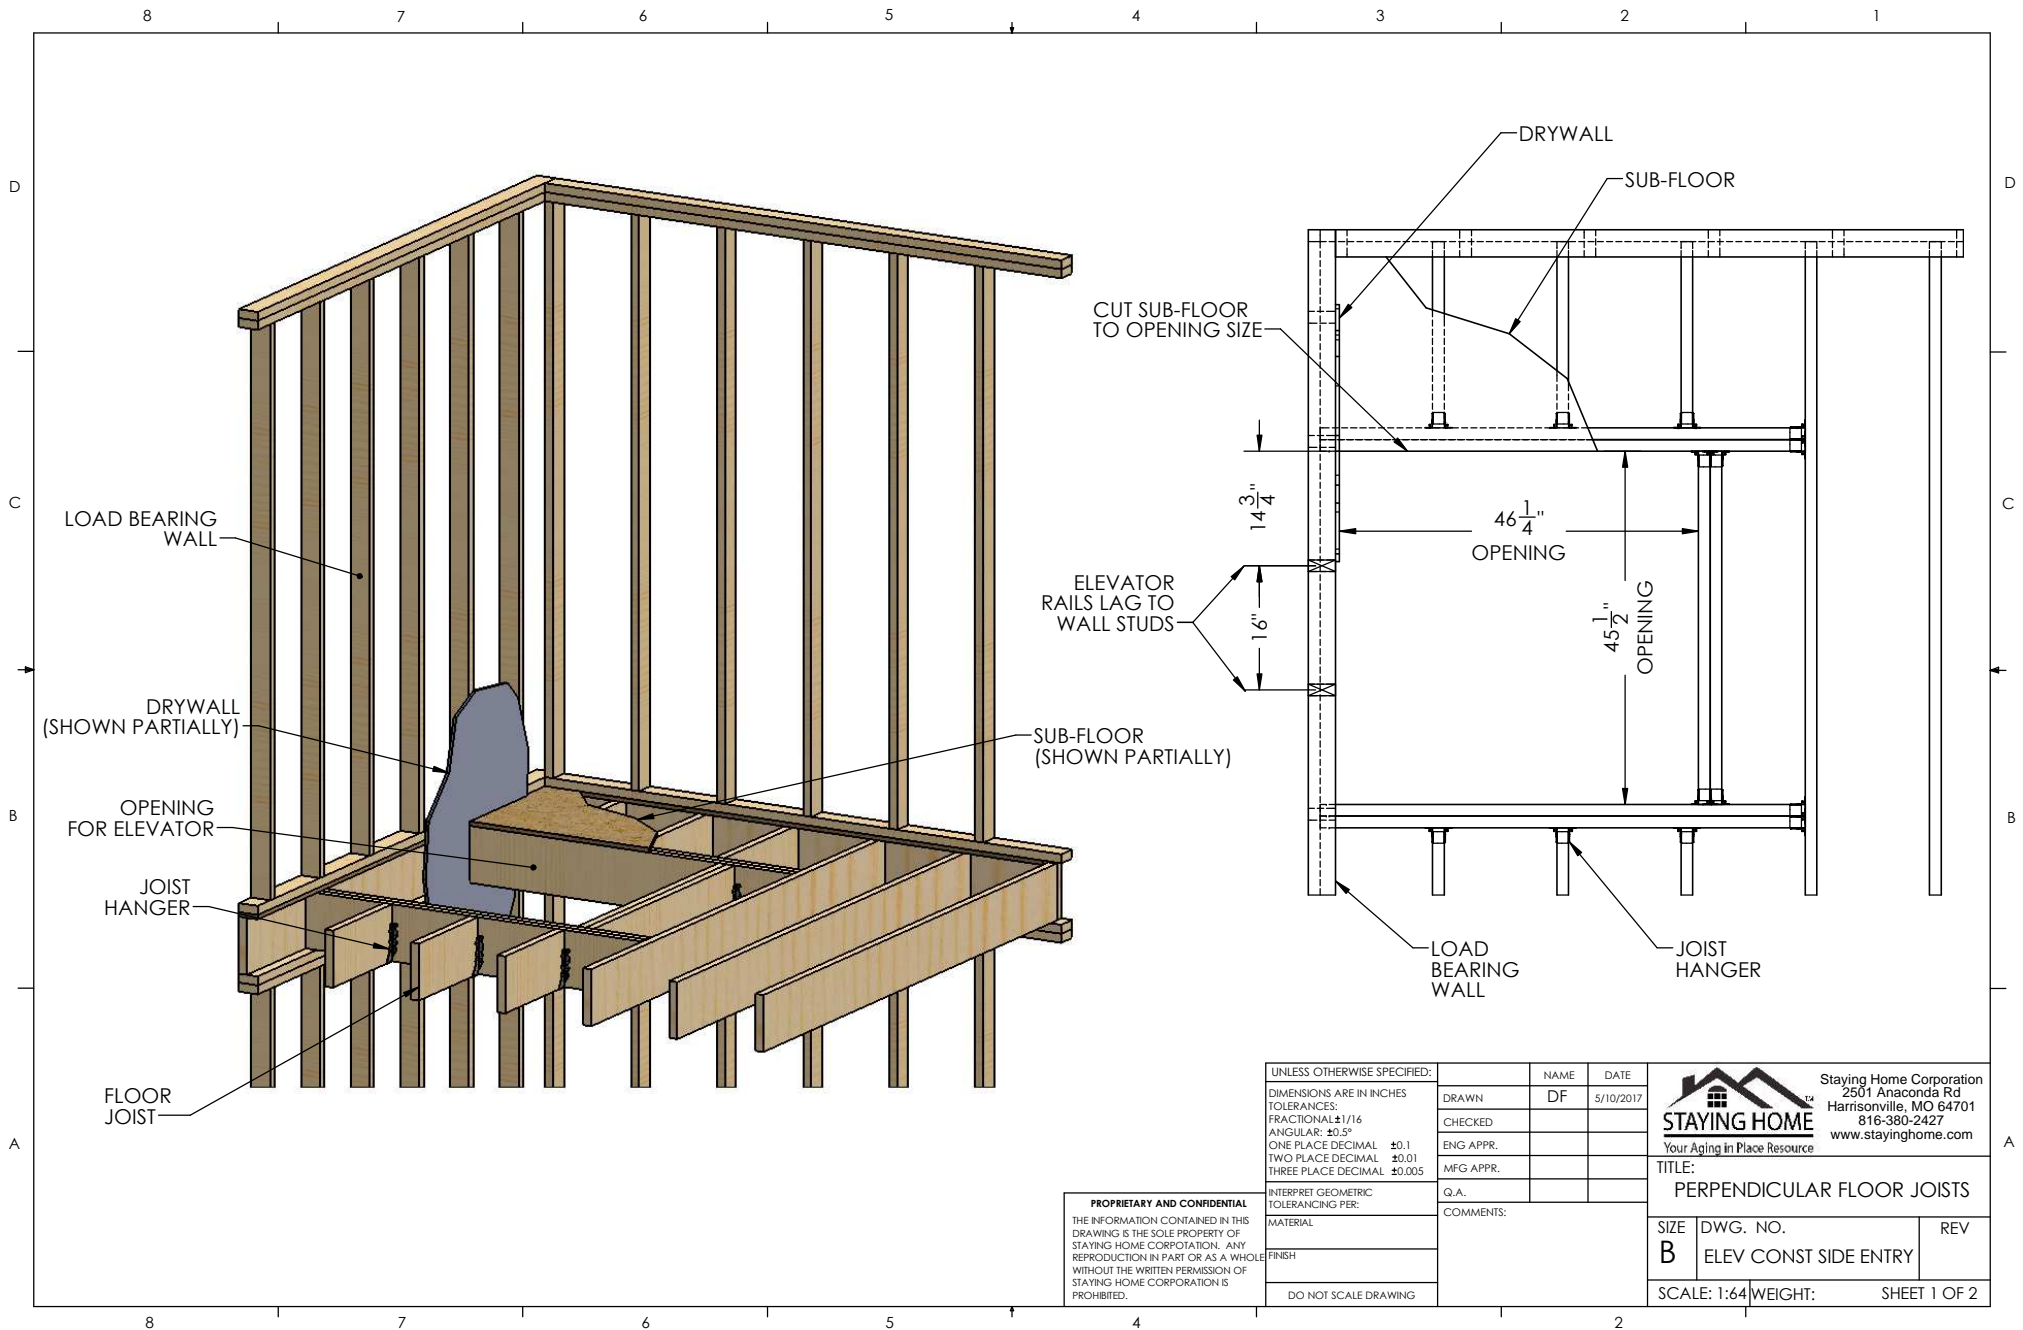 8 7 6 5 4 3 2 1
D D
C C
B B
A A
8 7 6 5 4 2
LOAD BEARING
WALL
DRYWALL
(SHOWN PARTIALLY)
OPENING
FOR ELEVATOR
JOIST
HANGER
FLOOR
JOIST
SUB-FLOOR
(SHOWN PARTIALLY)
DRYWALL
SUB-FLOOR
CUT SUB-FLOOR
TO OPENING SIZE
14 3/4"
46 1/4"
OPENING
ELEVATOR
RAILS LAG TO
WALL STUDS
16"
45 1/2"
OPENING
LOAD
BEARING
WALL
JOIST
HANGER
PROPRIETARY AND CONFIDENTIAL
THE INFORMATION CONTAINED IN THIS
DRAWING IS THE SOLE PROPERTY OF
STAYING HOME CORPOTATION. ANY
REPRODUCTION IN PART OR AS A WHOLE
WITHOUT THE WRITTEN PERMISSION OF
STAYING HOME CORPORATION IS
PROHIBITED.
UNLESS OTHERWISE SPECIFIED:
DIMENSIONS ARE IN INCHES
TOLERANCES:
FRACTIONAL±1/16
ANGULAR: ±0.5°
ONE PLACE DECIMAL ±0.1
TWO PLACE DECIMAL ±0.01
THREE PLACE DECIMAL ±0.005
INTERPRET GEOMETRIC
TOLERANCING PER:
MATERIAL
FINISH
DO NOT SCALE DRAWING
NAME DATE
DRAWN DF 5/10/2017
CHECKED
ENG APPR.
MFG APPR.
Q.A.
COMMENTS:
STAYING HOME TM
Your Aging in Place Resource
Staying Home Corporation
2501 Anaconda Rd
Harrisonville, MO 64701
816-380-2427
www.stayinghome.com
TITLE:
PERPENDICULAR FLOOR JOISTS
SIZE DWG. NO. REV
B ELEV CONST SIDE ENTRY
SCALE: 1:64 WEIGHT: SHEET 1 OF 2